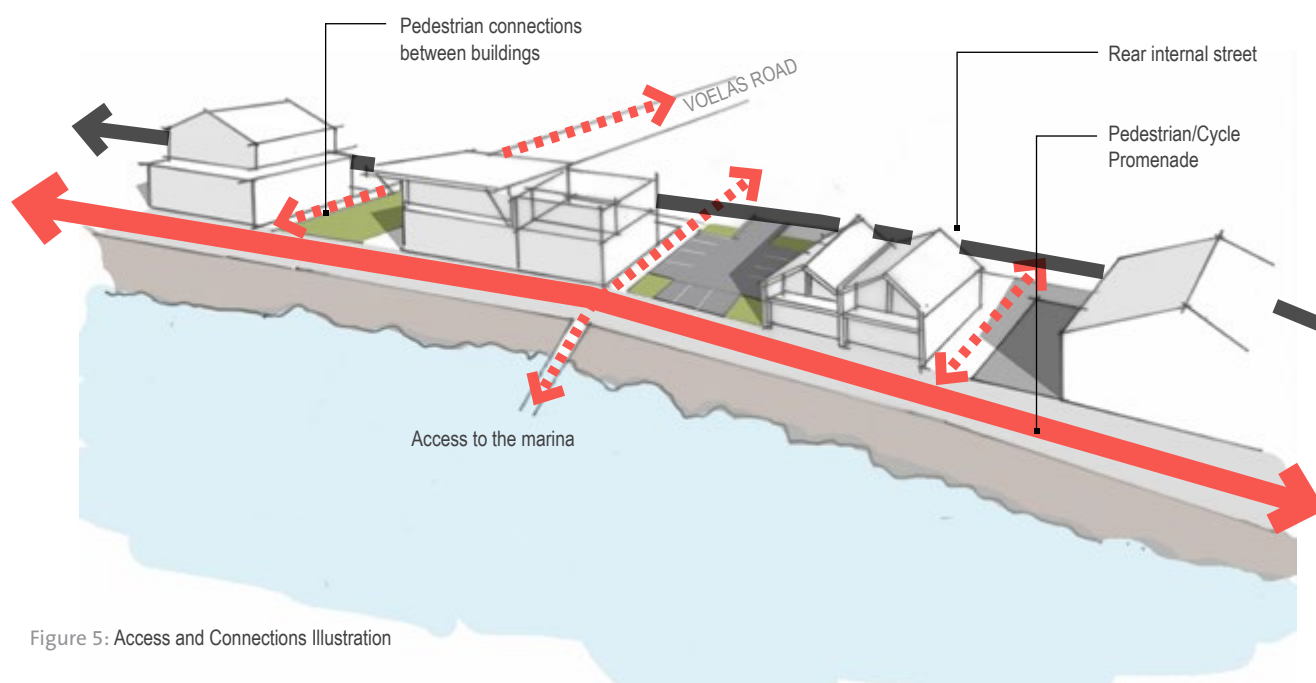 Pedestrian connections
between buildings
VOELAS ROAD
Rear internal street
Pedestrian/Cycle
Promenade
Access to the marina
Figure 5: Access and Connections Illustration